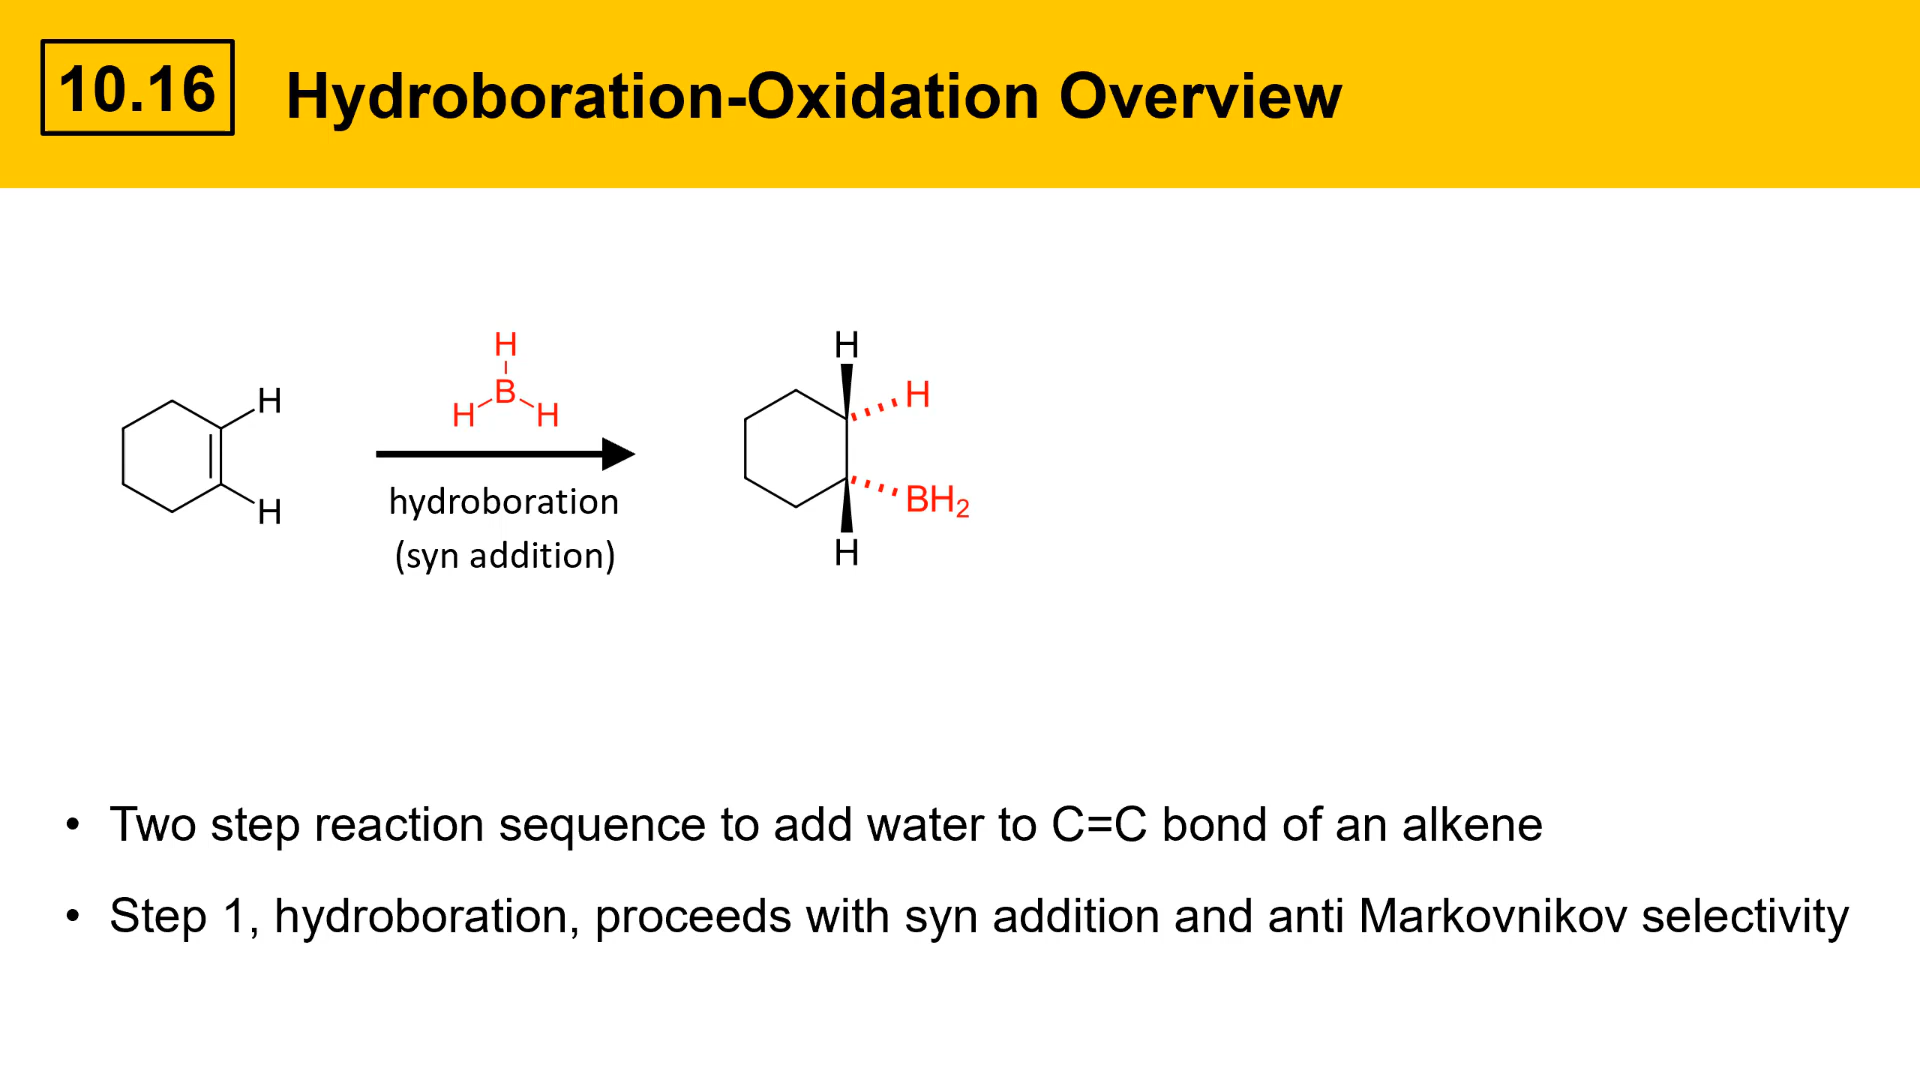 10.16
Hydroboration-Oxidation Overview
H
H
H
B
H
H
hydroboration
(syn addition)
H
H
BH₂
H
• Two step reaction sequence to add water to C=C bond of an alkene
• Step 1, hydroboration, proceeds with syn addition and anti Markovnikov selectivity